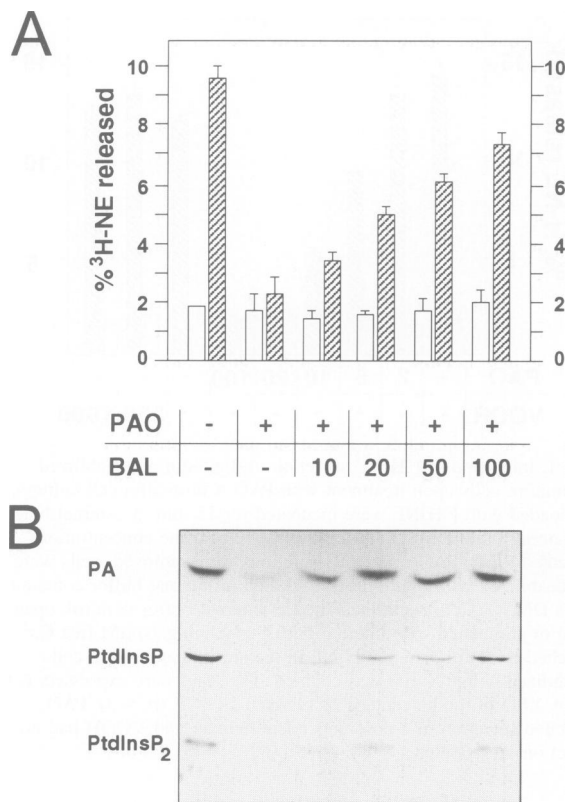 A
%³H-NE released
10 10
8 8
6 6
4 4
2 2
0 0
PAO - + + + + +
BAL - - 10 20 50 100
B
PA
PtdInsP
PtdInsP₂